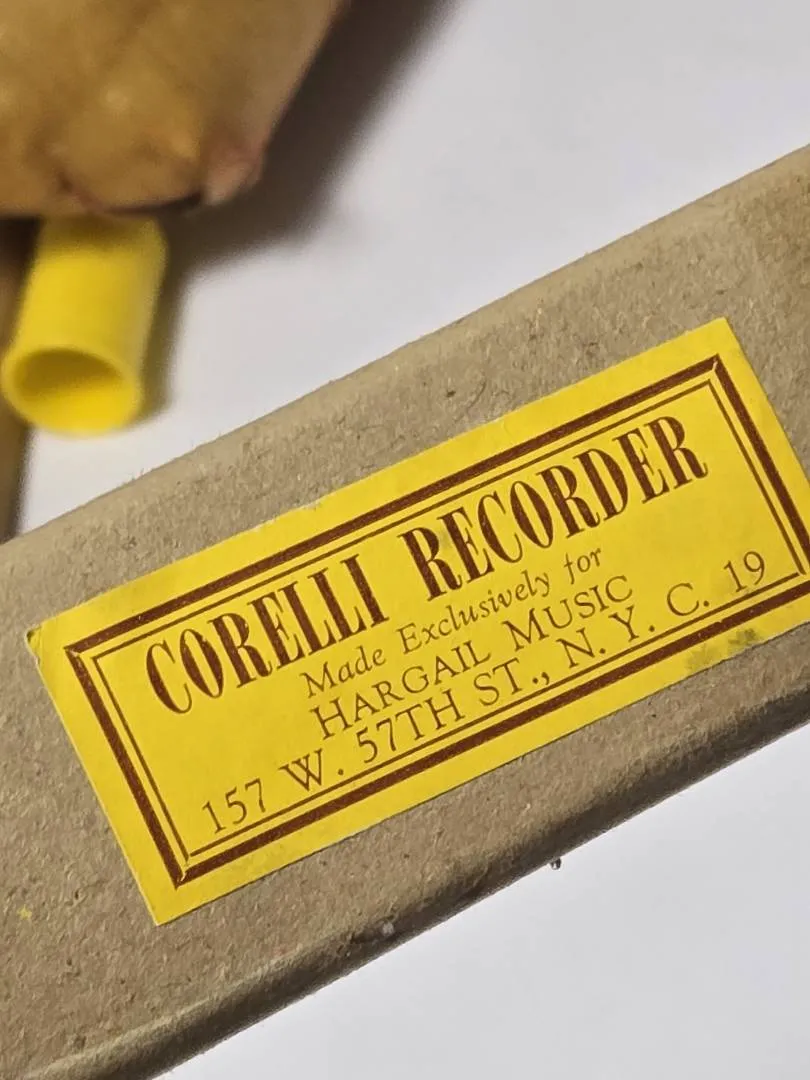 CORELLI RECORDER
Made Exclusively for
HARGAIL MUSIC
157 W. 57TH ST., N. Y. C. 19